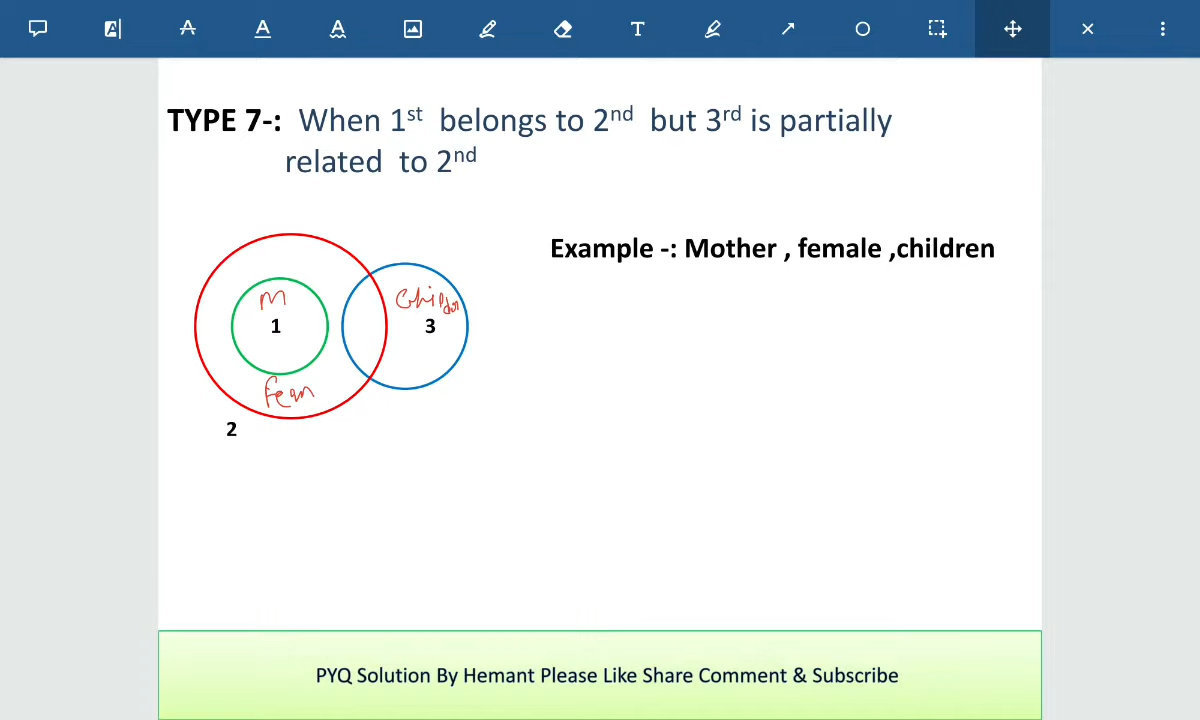 TYPE 7-: When 1st belongs to 2nd but 3rd is partially
related to 2nd
Example -: Mother , female ,children
M
1
3
Fem
2
PYQ Solution By Hemant Please Like Share Comment & Subscribe